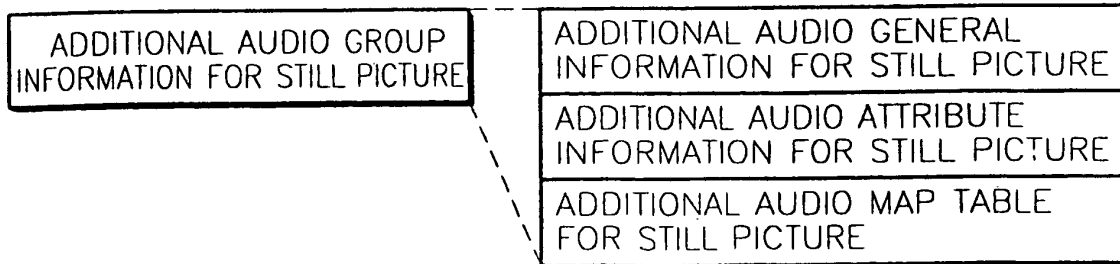 ADDITIONAL AUDIO GROUP
INFORMATION FOR STILL PICTURE
ADDITIONAL AUDIO GENERAL
INFORMATION FOR STILL PICTURE
ADDITIONAL AUDIO ATTRIBUTE
INFORMATION FOR STILL PICTURE
ADDITIONAL AUDIO MAP TABLE
FOR STILL PICTURE